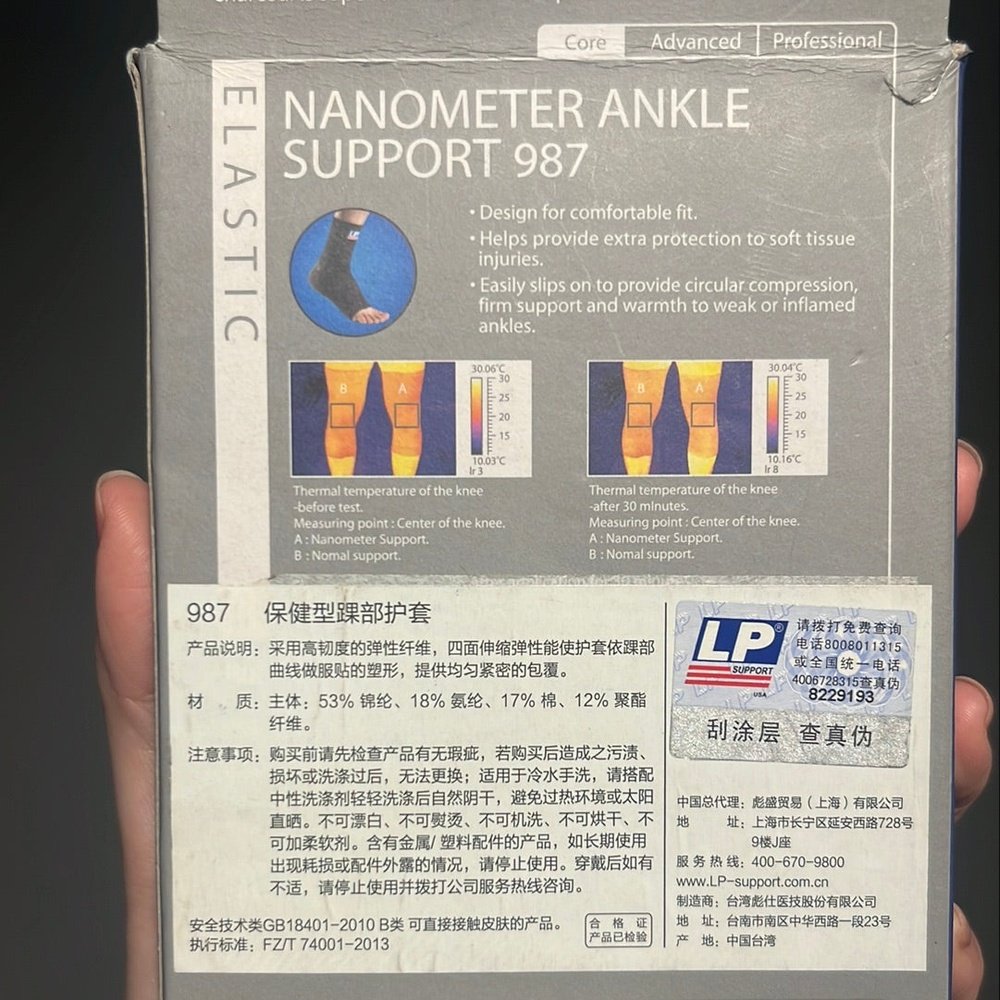 Core Advanced Professional
ELASTIC
NANOMETER ANKLE
SUPPORT 987
LP
• Design for comfortable fit.
• Helps provide extra protection to soft tissue
injuries.
• Easily slips on to provide circular compression,
firm support and warmth to weak or inflamed
ankles.
B A
30.06°C
30
25
20
15
10.03°C
Ir 3
Thermal temperature of the knee
-before test.
Measuring point : Center of the knee.
A : Nanometer Support.
B : Nomal support.
B A
30.04°C
30
25
20
15
10.16°C
Ir 8
Thermal temperature of the knee
-after 30 minutes.
Measuring point : Center of the knee.
A : Nanometer Support.
B : Nomal support.
987 保健型踝部护套
产品说明：采用高韧度的弹性纤维，四面伸缩弹性能使护套依踝部
曲线做服贴的塑形，提供均匀紧密的包覆。
材 质：主体：53% 锦纶、18% 氨纶、17% 棉、12% 聚酯
纤维。
注意事项：购买前请先检查产品有无瑕疵，若购买后造成之污渍、
损坏或洗涤过后，无法更换；适用于冷水手洗，请搭配
中性洗涤剂轻轻洗涤后自然阴干，避免过热环境或太阳
直晒。不可漂白、不可熨烫、不可机洗、不可烘干、不
可加柔软剂。含有金属/ 塑料配件的产品，如长期使用
出现耗损或配件外露的情况，请停止使用。穿戴后如有
不适，请停止使用并拨打公司服务热线咨询。
安全技术类GB18401-2010 B类 可直接接触皮肤的产品。
执行标准：FZ/T 74001-2013
合 格 证
产品已检验
LP®
SUPPORT
USA
请拨打免费查询
电话8008011315
或全国统一电话
4006728315查真伪
8229193
刮涂层 查真伪
中国总代理：彪盛贸易（上海）有限公司
地 址：上海市长宁区延安西路728号
9楼J座
服务热线：400-670-9800
www.LP-support.com.cn
制造商：台湾彪仕医技股份有限公司
地 址：台南市南区中华西路一段23号
产 地：中国台湾